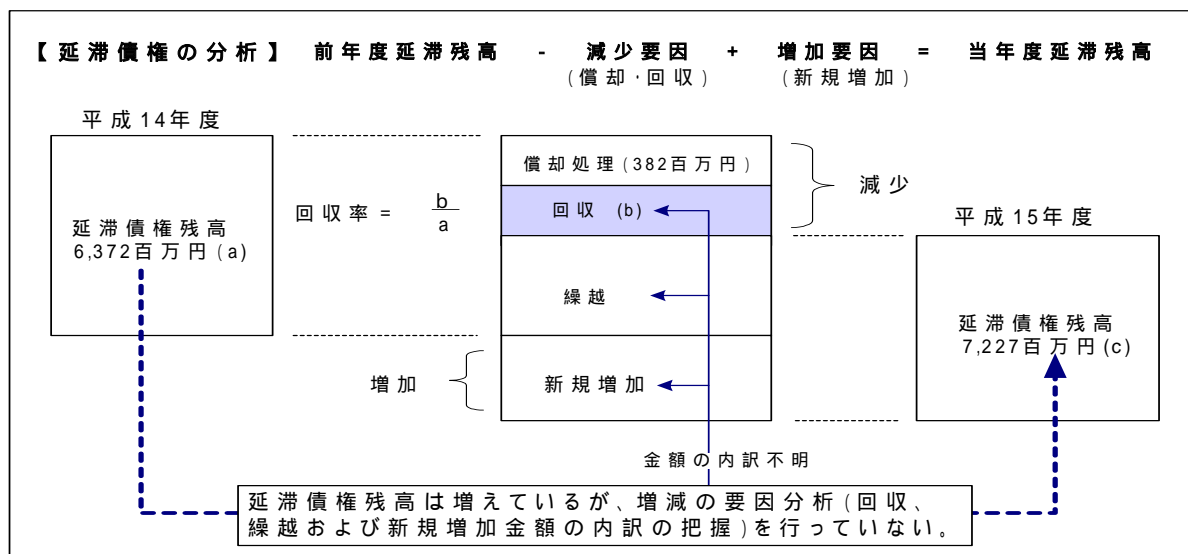 【延滞債権の分析】 前年度延滞残高 - 減少要因 + 増加要因 = 当年度延滞残高
(償却・回収) (新規増加)
平成14年度
延滞債権残高
6,372百万円(a)
回収率 = b/a
償却処理(382百万円)
回収 (b)
繰越
新規増加
減少
増加
平成15年度
延滞債権残高
7,227百万円(c)
金額の内訳不明
延滞債権残高は増えているが、増減の要因分析(回収、
繰越および新規増加金額の内訳の把握)を行っていない。